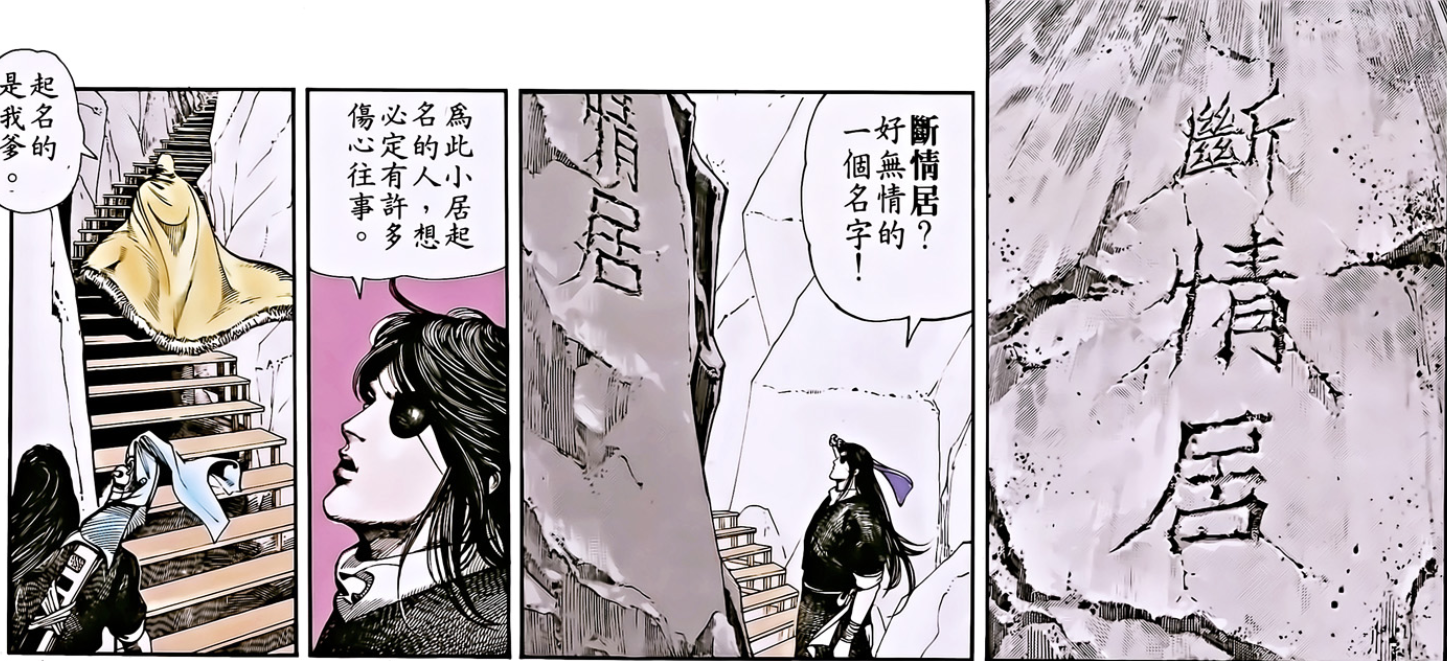 斷情居
斷情居？
好無情的
一個名字！
情居
為此小居起
名的人，想
必定有許多
傷心往事。
起名的
是我爹。